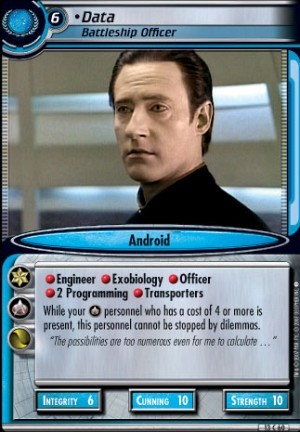 6 •Data
Battleship Officer
Android
Engineer Exobiology Officer
2 Programming Transporters
While your personnel who has a cost of 4 or more is
present, this personnel cannot be stopped by dilemmas.
"The possibilities are too numerous even for me to calculate ..."
Integrity 6 Cunning 10 Strength 10
13 C 65